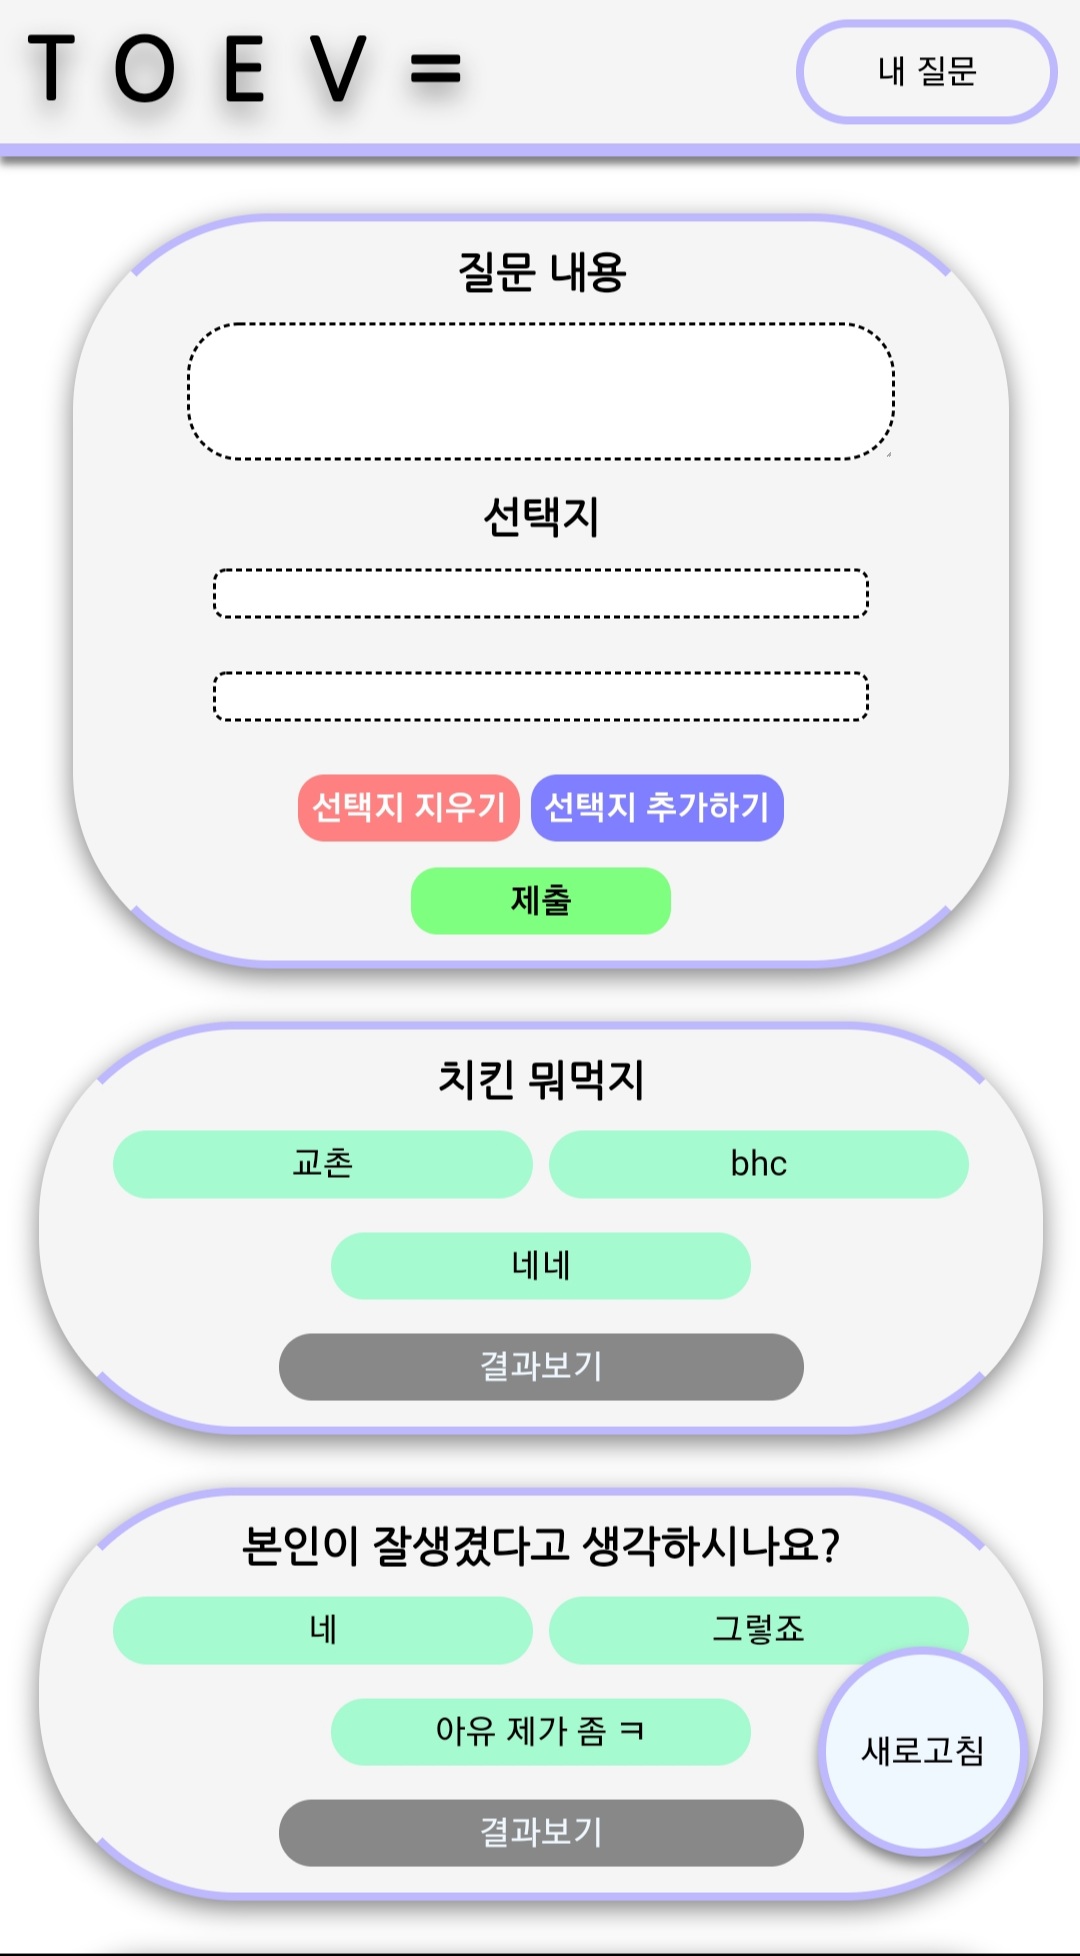 T O E V =
내 질문
질문 내용
선택지
선택지 지우기 선택지 추가하기
제출
치킨 뭐먹지
교촌 bhc
네네
결과보기
본인이 잘생겼다고 생각하시나요?
네 그렇죠
아유 제가 좀 ㅋ
새로고침
결과보기